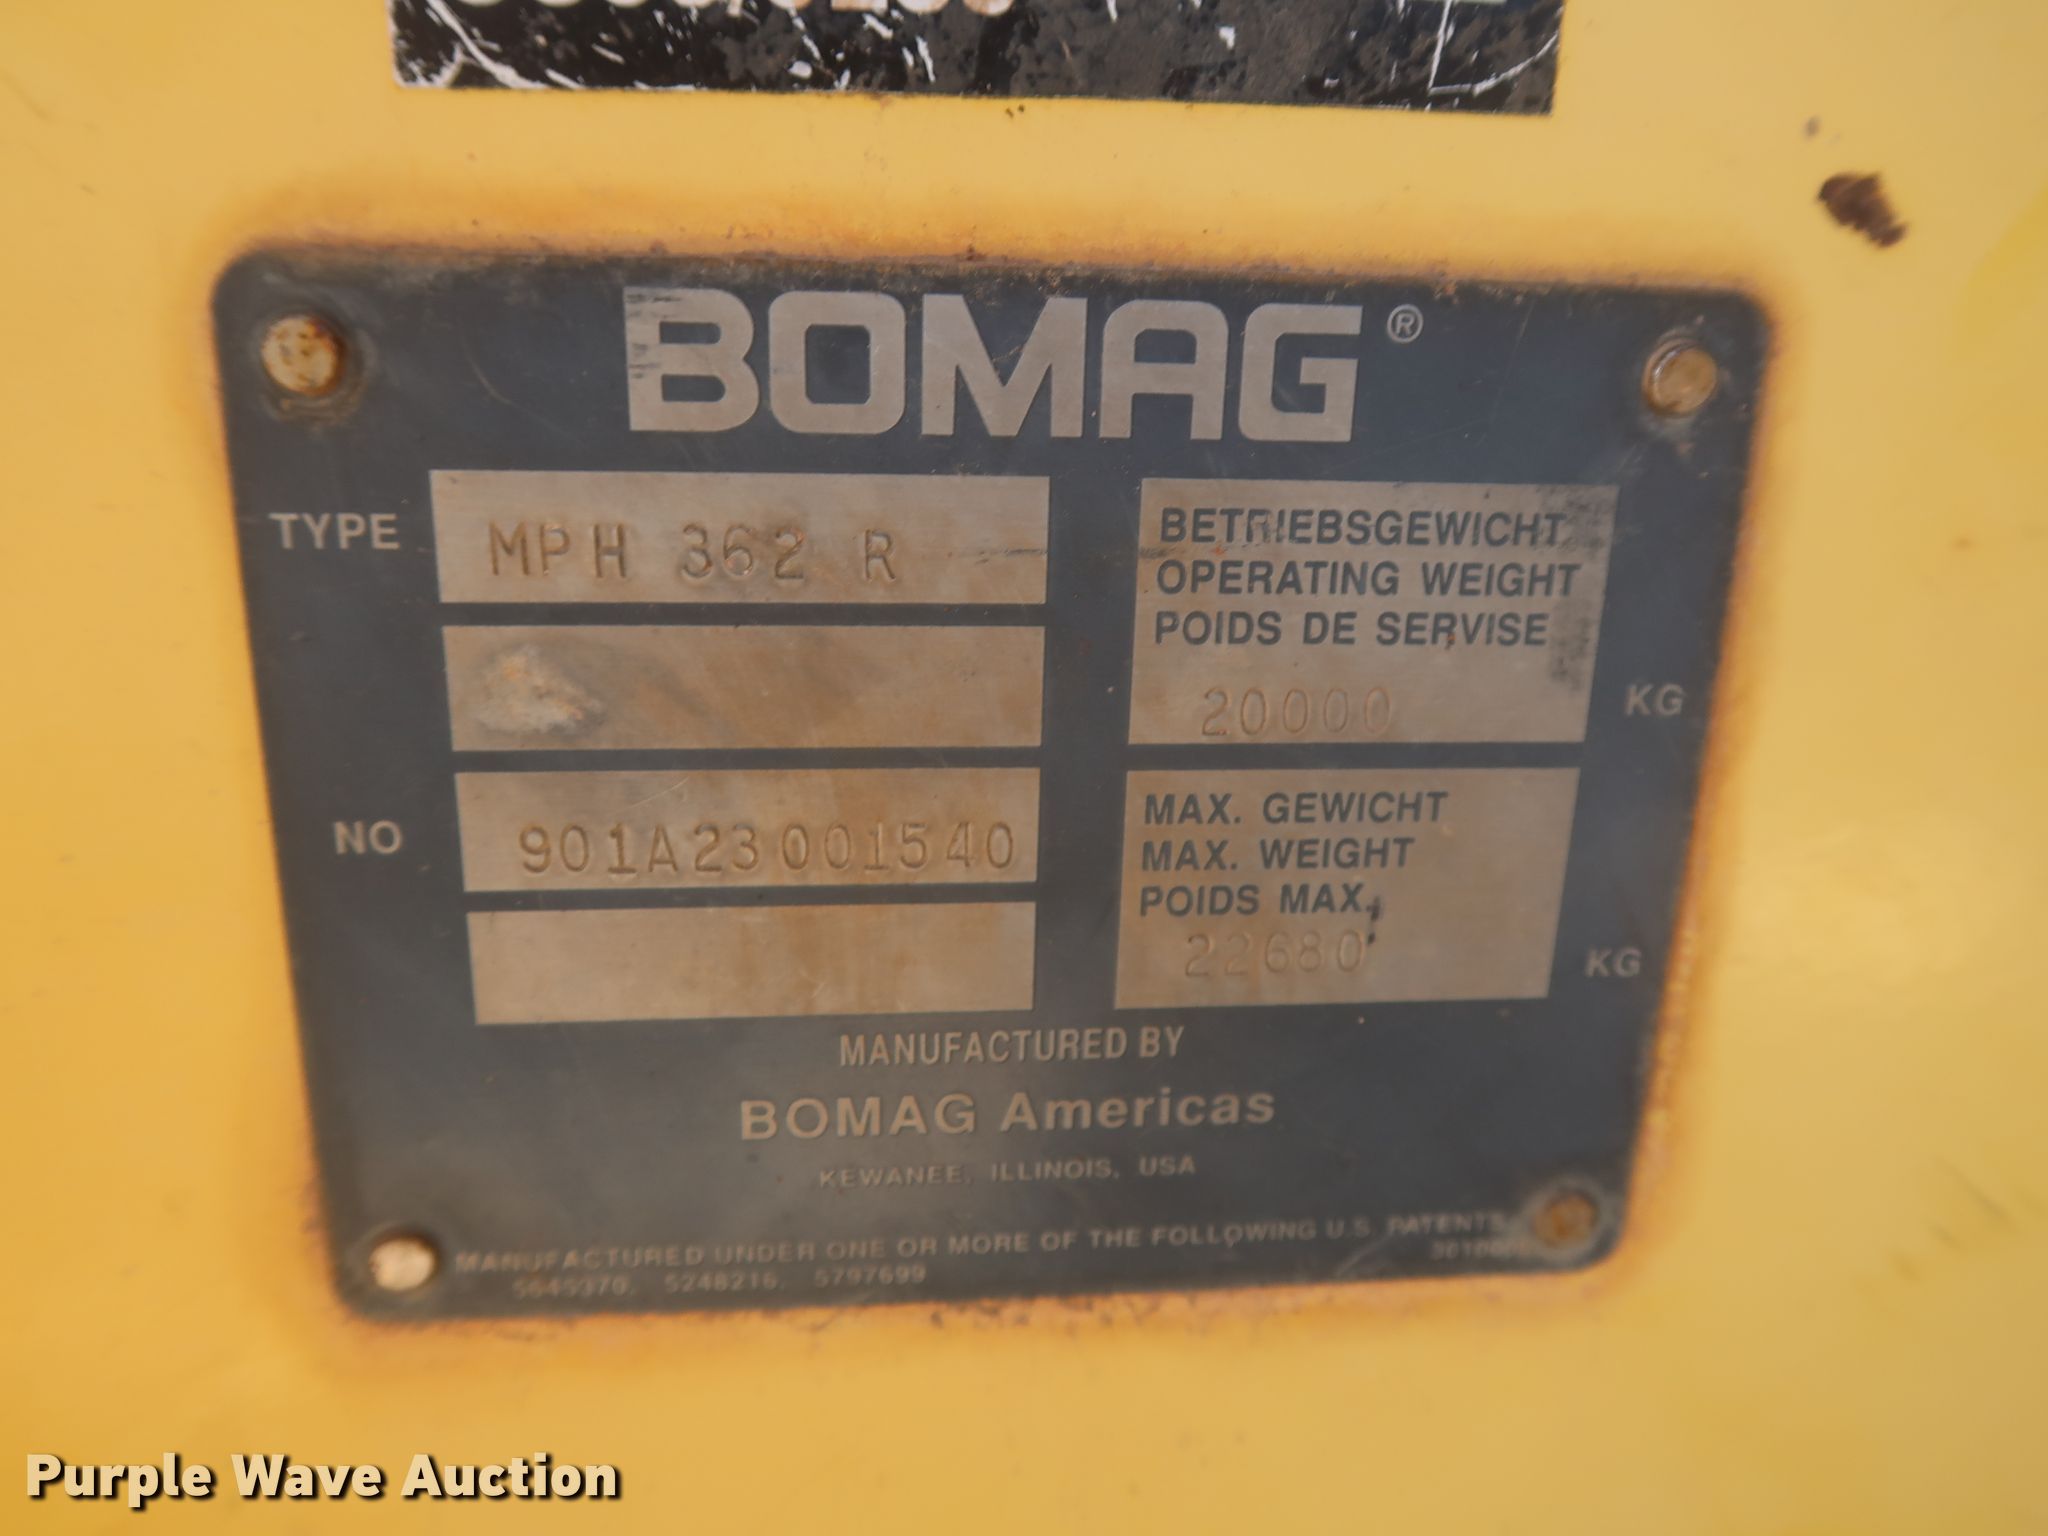 BOMAG®
TYPE MPH 362 R
BETRIEBSGEWICHT
OPERATING WEIGHT
POIDS DE SERVISE
20000 KG
NO 901A23001540
MAX. GEWICHT
MAX. WEIGHT
POIDS MAX.
22680 KG
MANUFACTURED BY
BOMAG Americas
KEWANEE, ILLINOIS, USA
MANUFACTURED UNDER ONE OR MORE OF THE FOLLOWING U.S. PATENTS
5248216, 5797699
Purple Wave Auction